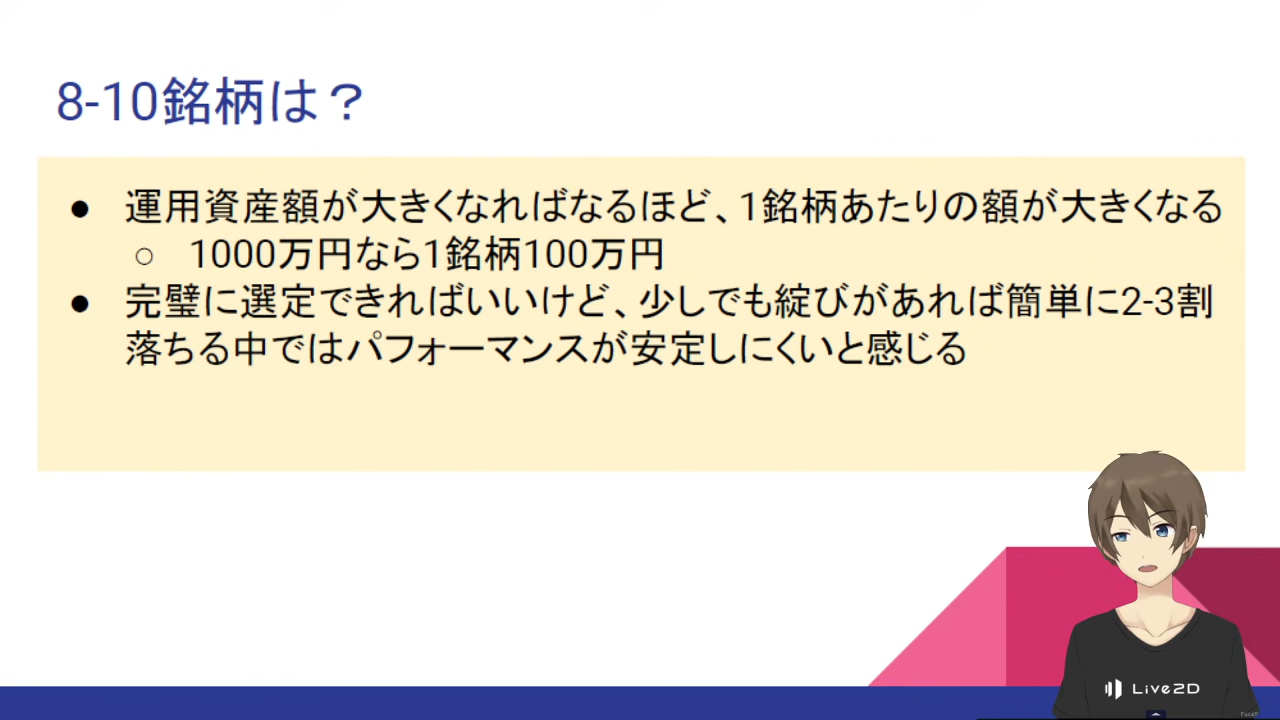 8-10銘柄は？
● 運用資産額が大きくなればなるほど、1銘柄あたりの額が大きくなる
○ 1000万円なら1銘柄100万円
● 完璧に選定できればいいけど、少しでも綻びがあれば簡単に2-3割
落ちる中ではパフォーマンスが安定しにくいと感じる
Live2D